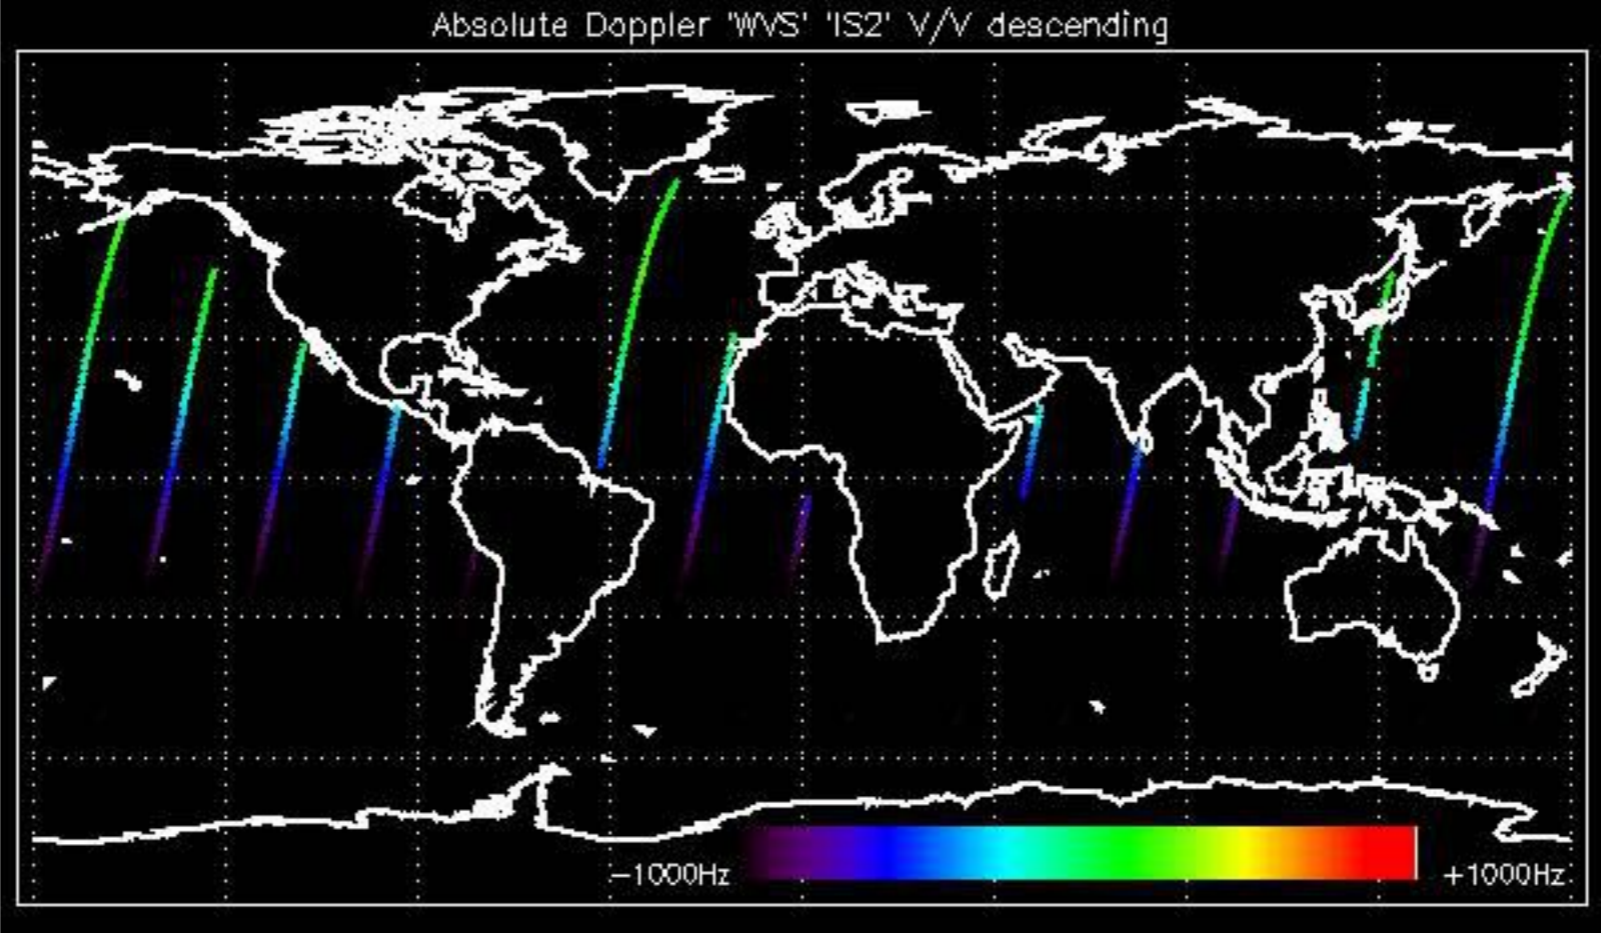 Absolute Doppler 'WVS' 'IS2' V/V descending
-1000Hz +1000Hz